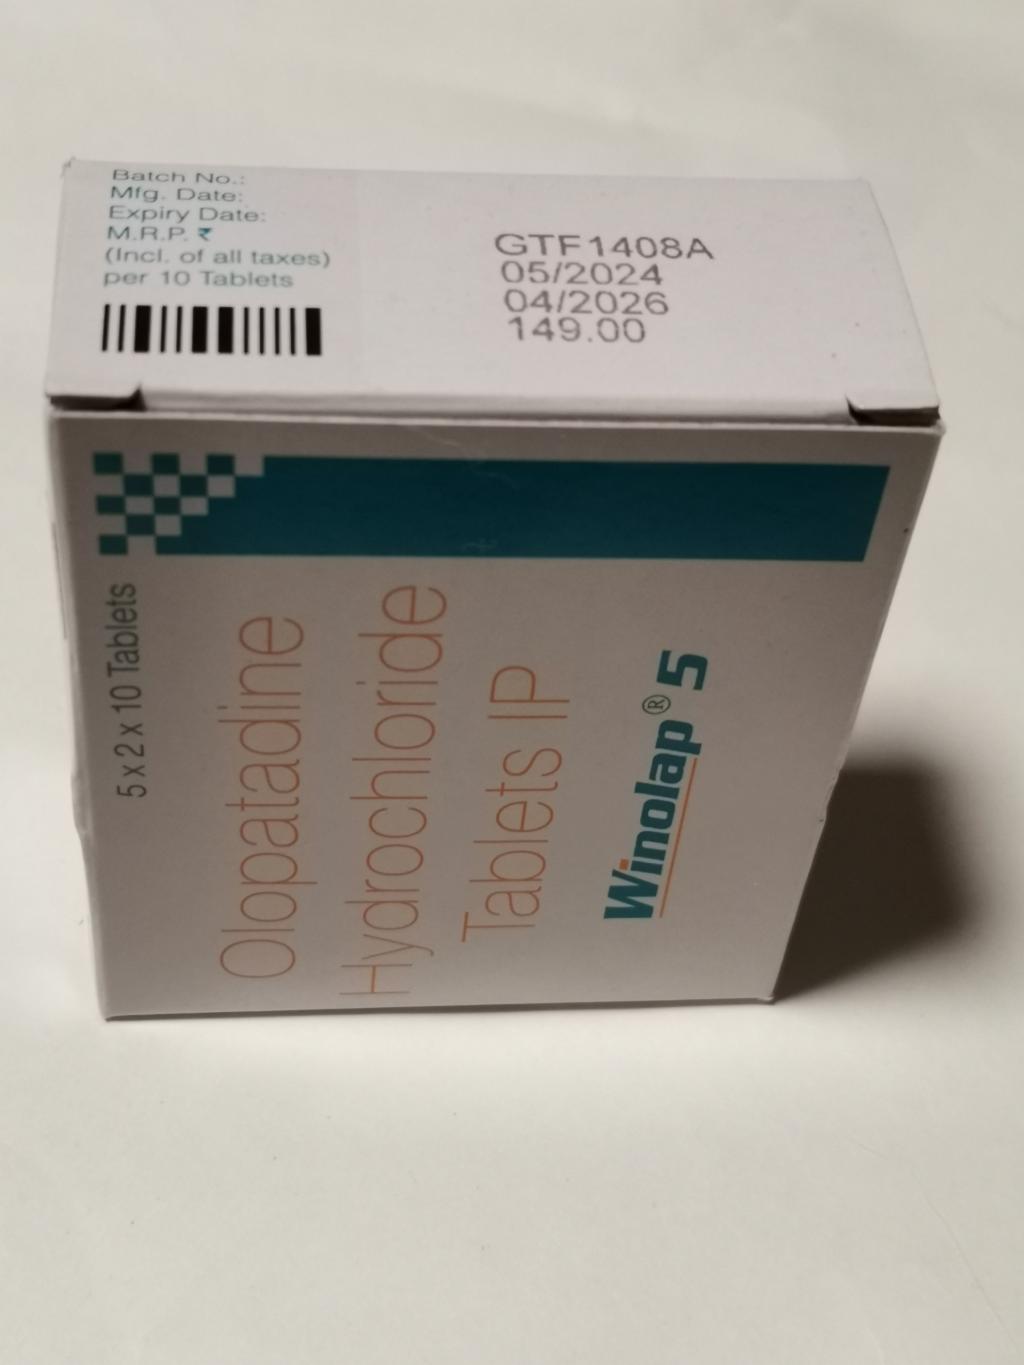 Batch No.:
Mfg. Date:
Expiry Date:
M.R.P. ₹
(Incl. of all taxes)
per 10 Tablets
GTF1408A
05/2024
04/2026
149.00
5 x 2 x 10 Tablets
Olopatadine
Hydrochloride
Tablets IP
Winolap® 5